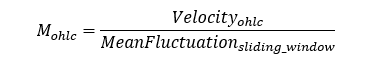 M_ohlc = Velocity_ohlc / MeanFluctuation_sliding_window